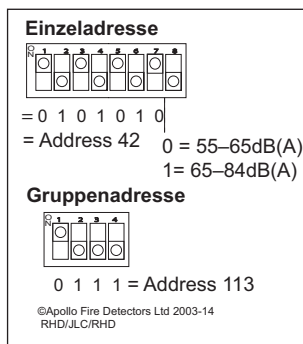 Einzeladresse
ON 1 2 3 4 5 6 7 8
= 0 1 0 1 0 1 0
= Address 42
0 = 55–65dB(A)
1= 65–84dB(A)
Gruppenadresse
ON 1 2 3 4
0 1 1 1 = Address 113
©Apollo Fire Detectors Ltd 2003-14
RHD/JLC/RHD